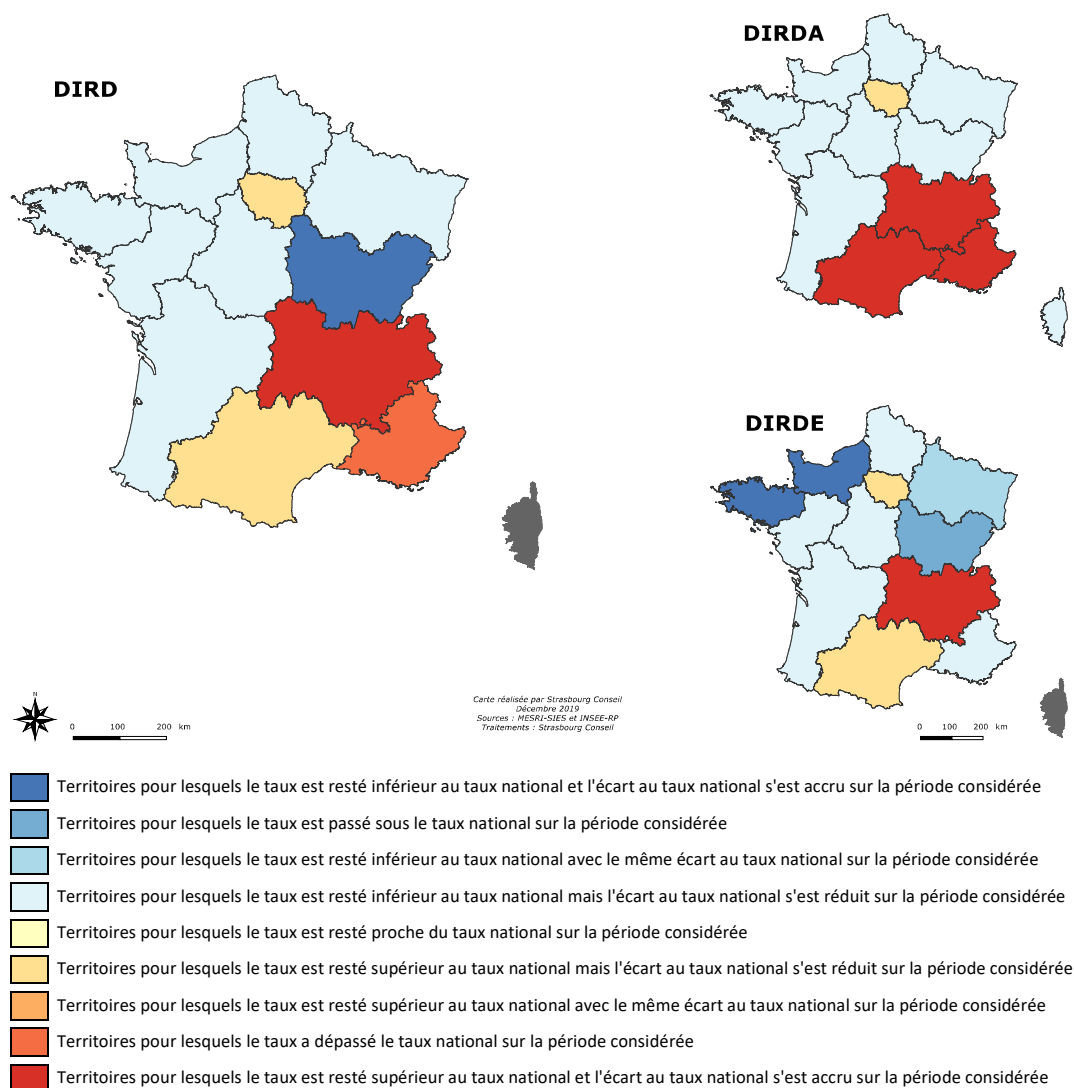 DIRD
DIRDA
DIRDE
N
0 100 200 km
Carte réalisée par Strasbourg Conseil
Décembre 2019
Sources : MESRI-SIES et INSEE-RP
Traitements : Strasbourg Conseil
0 100 200 km
Territoires pour lesquels le taux est resté inférieur au taux national et l'écart au taux national s'est accru sur la période considérée
Territoires pour lesquels le taux est passé sous le taux national sur la période considérée
Territoires pour lesquels le taux est resté inférieur au taux national avec le même écart au taux national sur la période considérée
Territoires pour lesquels le taux est resté inférieur au taux national mais l'écart au taux national s'est réduit sur la période considérée
Territoires pour lesquels le taux est resté proche du taux national sur la période considérée
Territoires pour lesquels le taux est resté supérieur au taux national mais l'écart au taux national s'est réduit sur la période considérée
Territoires pour lesquels le taux est resté supérieur au taux national avec le même écart au taux national sur la période considérée
Territoires pour lesquels le taux a dépassé le taux national sur la période considérée
Territoires pour lesquels le taux est resté supérieur au taux national et l'écart au taux national s'est accru sur la période considérée